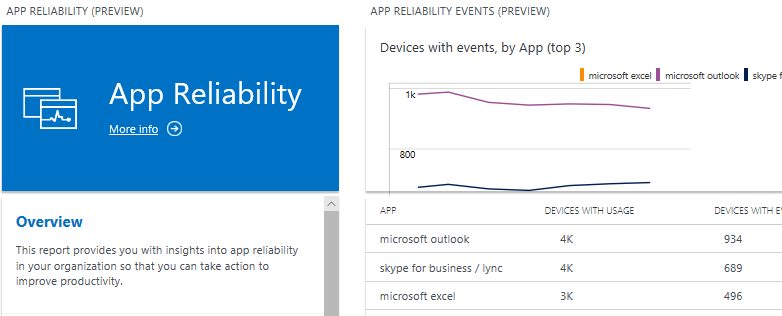 APP RELIABILITY (PREVIEW)
App Reliability
More info
Overview
This report provides you with insights into app reliability
in your organization so that you can take action to
improve productivity.
APP RELIABILITY EVENTS (PREVIEW)
Devices with events, by App (top 3)
microsoft excel microsoft outlook skype f
1k
800
APP DEVICES WITH USAGE DEVICES WITH EV
microsoft outlook 4K 934
skype for business / lync 4K 689
microsoft excel 3K 496